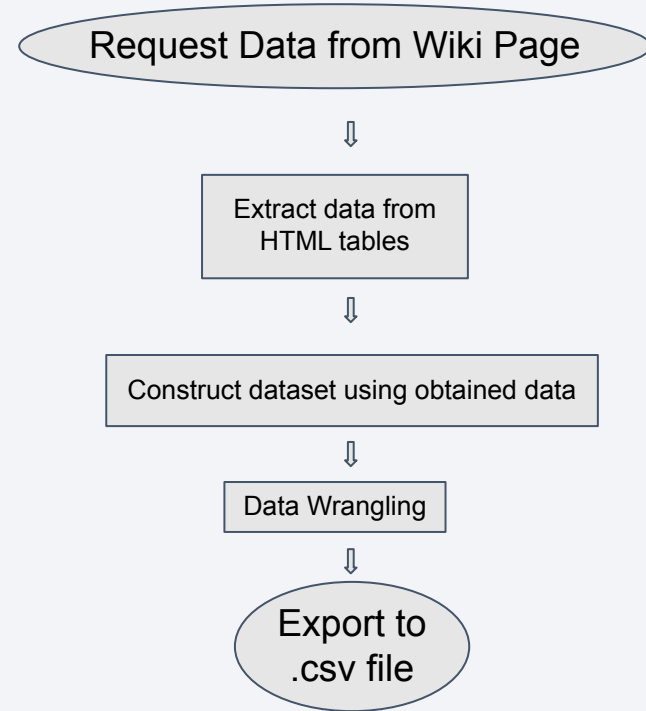 Request Data from Wiki Page
Extract data from
HTML tables
Construct dataset using obtained data
Data Wrangling
Export to
.csv file